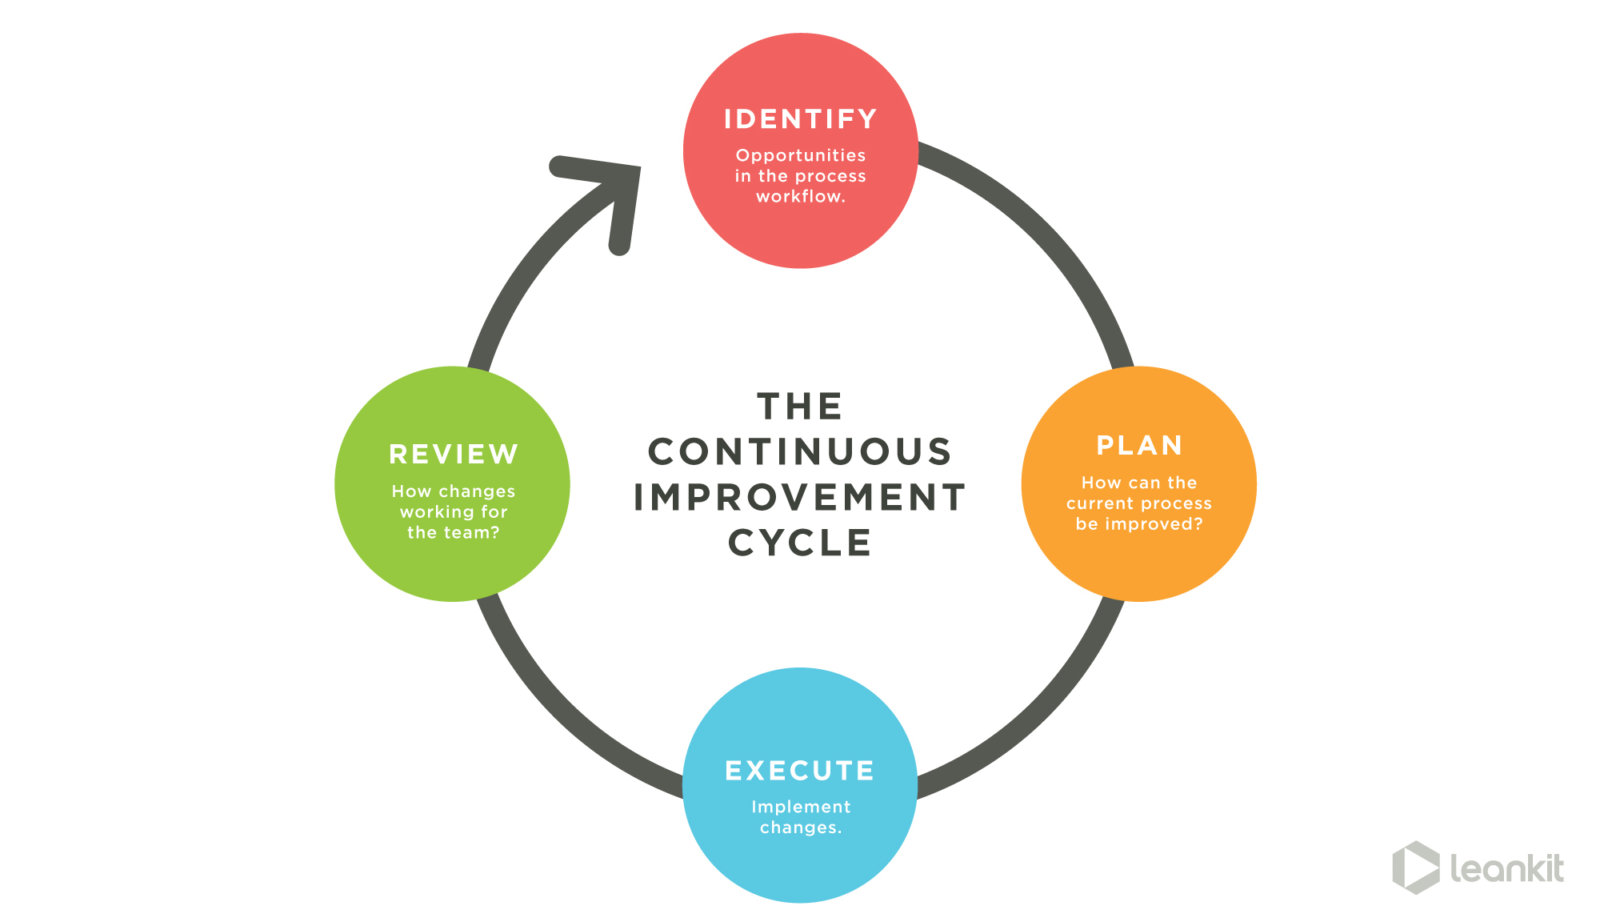 IDENTIFY
Opportunities
in the process
workflow.
PLAN
How can the
current process
be improved?
EXECUTE
Implement
changes.
REVIEW
How changes
working for
the team?
THE
CONTINUOUS
IMPROVEMENT
CYCLE
leankit